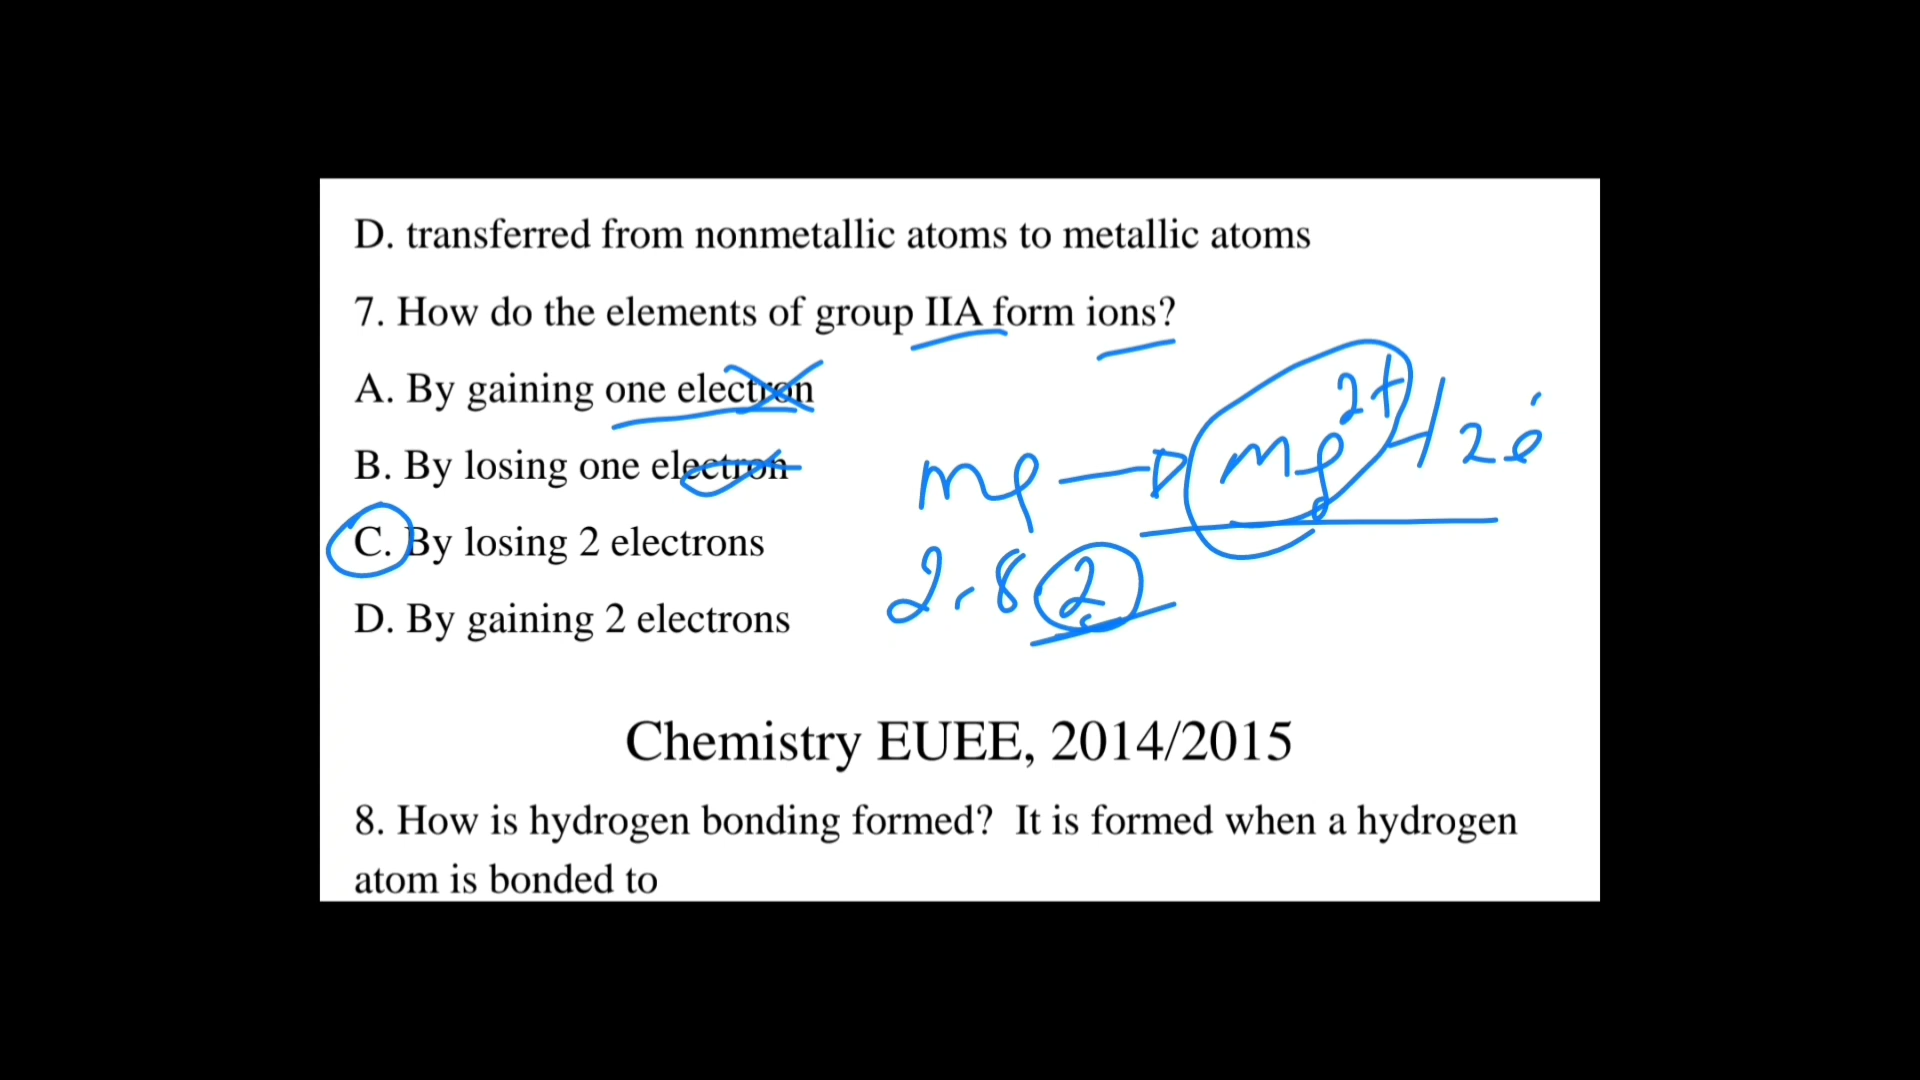 D. transferred from nonmetallic atoms to metallic atoms
7. How do the elements of group IIA form ions?
A. By gaining one electron
B. By losing one electron
C. By losing 2 electrons
D. By gaining 2 electrons
mg → mg²⁺ + 2e⁻
2.8 2
Chemistry EUEE, 2014/2015
8. How is hydrogen bonding formed? It is formed when a hydrogen
atom is bonded to